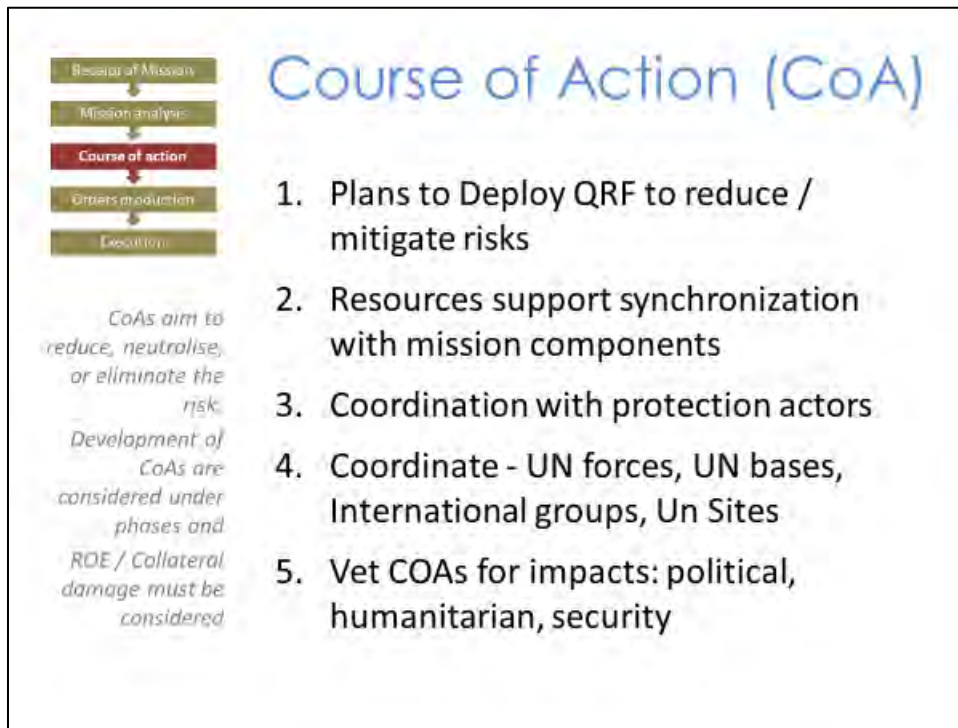 Course of Action (CoA)
Receipt of Mission
Mission analysis
Course of action
Orders production
Execution
CoAs aim to
reduce, neutralise,
or eliminate the
risk.
Development of
CoAs are
considered under
phases and
ROE / Collateral
damage must be
considered
1. Plans to Deploy QRF to reduce /
mitigate risks
2. Resources support synchronization
with mission components
3. Coordination with protection actors
4. Coordinate - UN forces, UN bases,
International groups, Un Sites
5. Vet COAs for impacts: political,
humanitarian, security